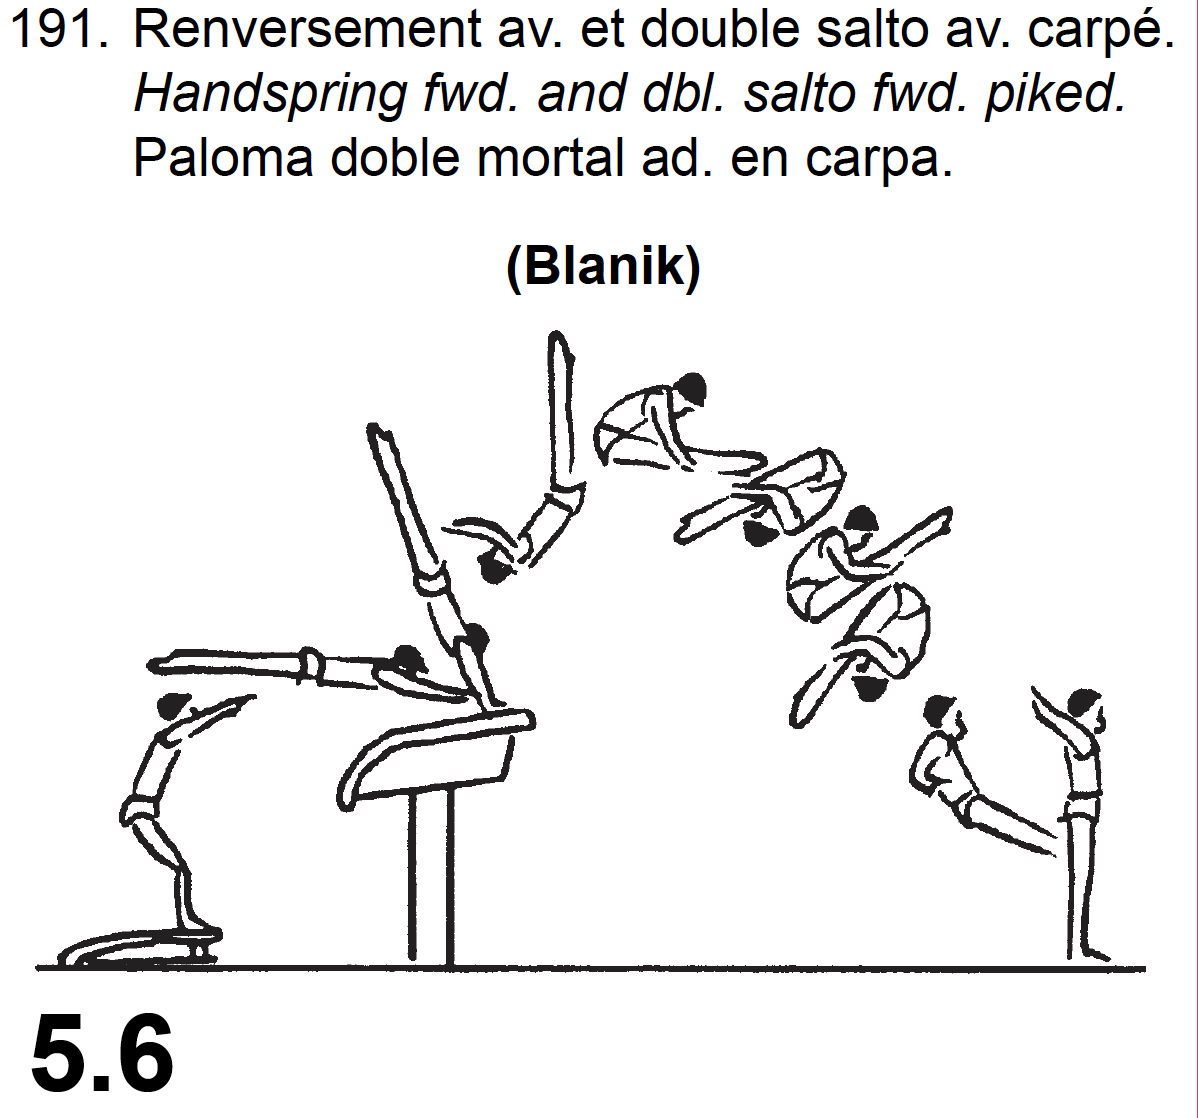 191. Renversement av. et double salto av. carpé.
Handspring fwd. and dbl. salto fwd. piked.
Paloma doble mortal ad. en carpa.
(Blanik)
5.6